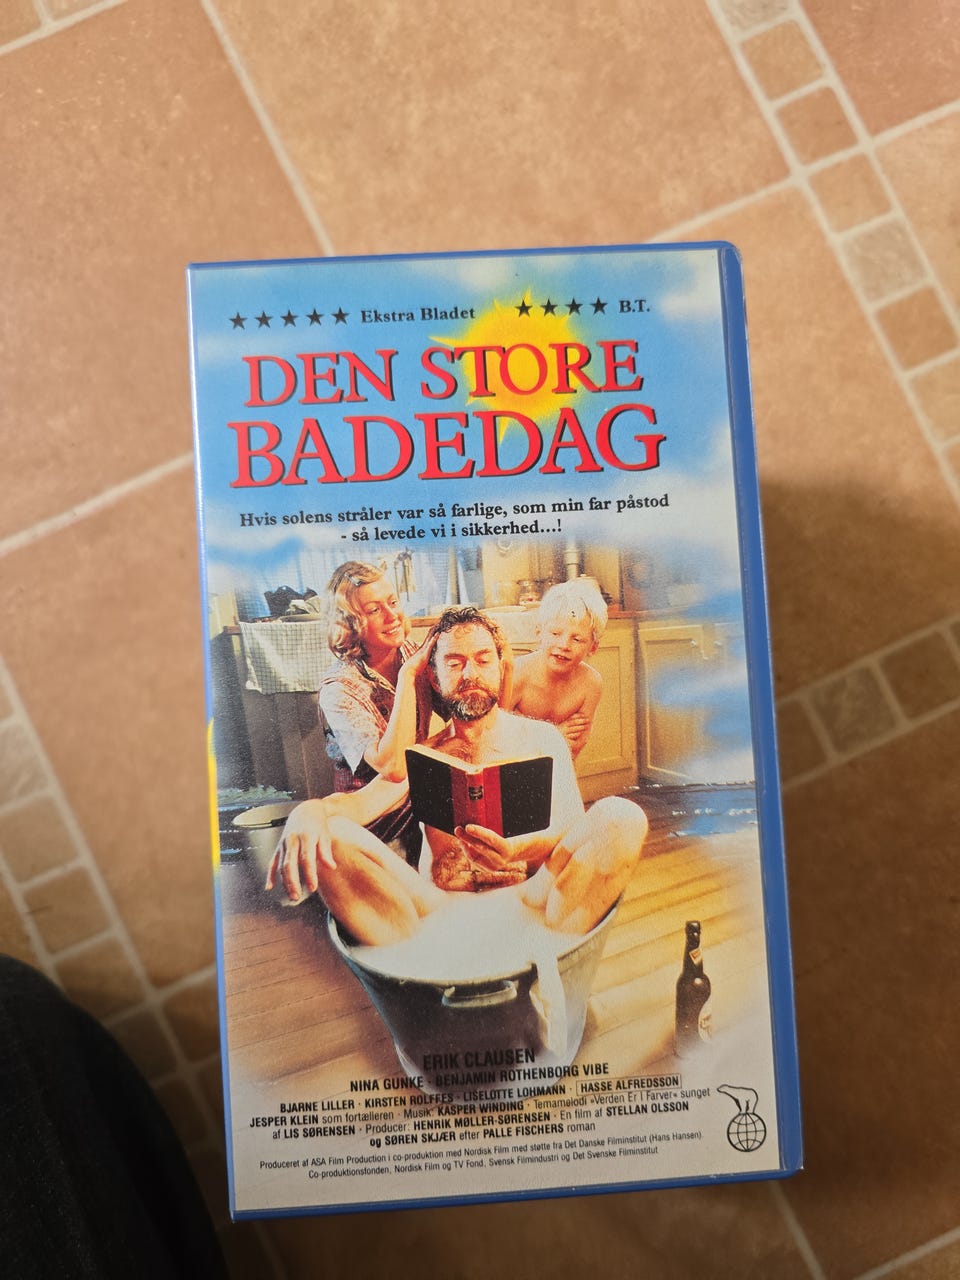 ★★★★★ Ekstra Bladet ★★★★ B.T.
DEN STORE
BADEDAG
Hvis solens stråler var så farlige, som min far påstod
- så levede vi i sikkerhed...!
ERIK CLAUSEN
NINA GUNKE · BENJAMIN ROTHENBORG VIBE
BJARNE LILLER · KIRSTEN ROLFFES · LISELOTTE LOHMANN · HASSE ALFREDSSON
JESPER KLEIN som fortælleren · Musik: KASPER WINDING · Temamelodi »Verden Er I Farver« sunget
af LIS SØRENSEN · Producer: HENRIK MØLLER-SØRENSEN · En film af STELLAN OLSSON
og SØREN SKJÆR efter PALLE FISCHERS roman
Produceret af ASA Film Production i co-produktion med Nordisk Film med støtte fra Det Danske Filminstitut (Hans Hansen).
Co-produktionsfonden, Nordisk Film og TV Fond, Svensk Filmindustri og Det Svenske Filminstitut